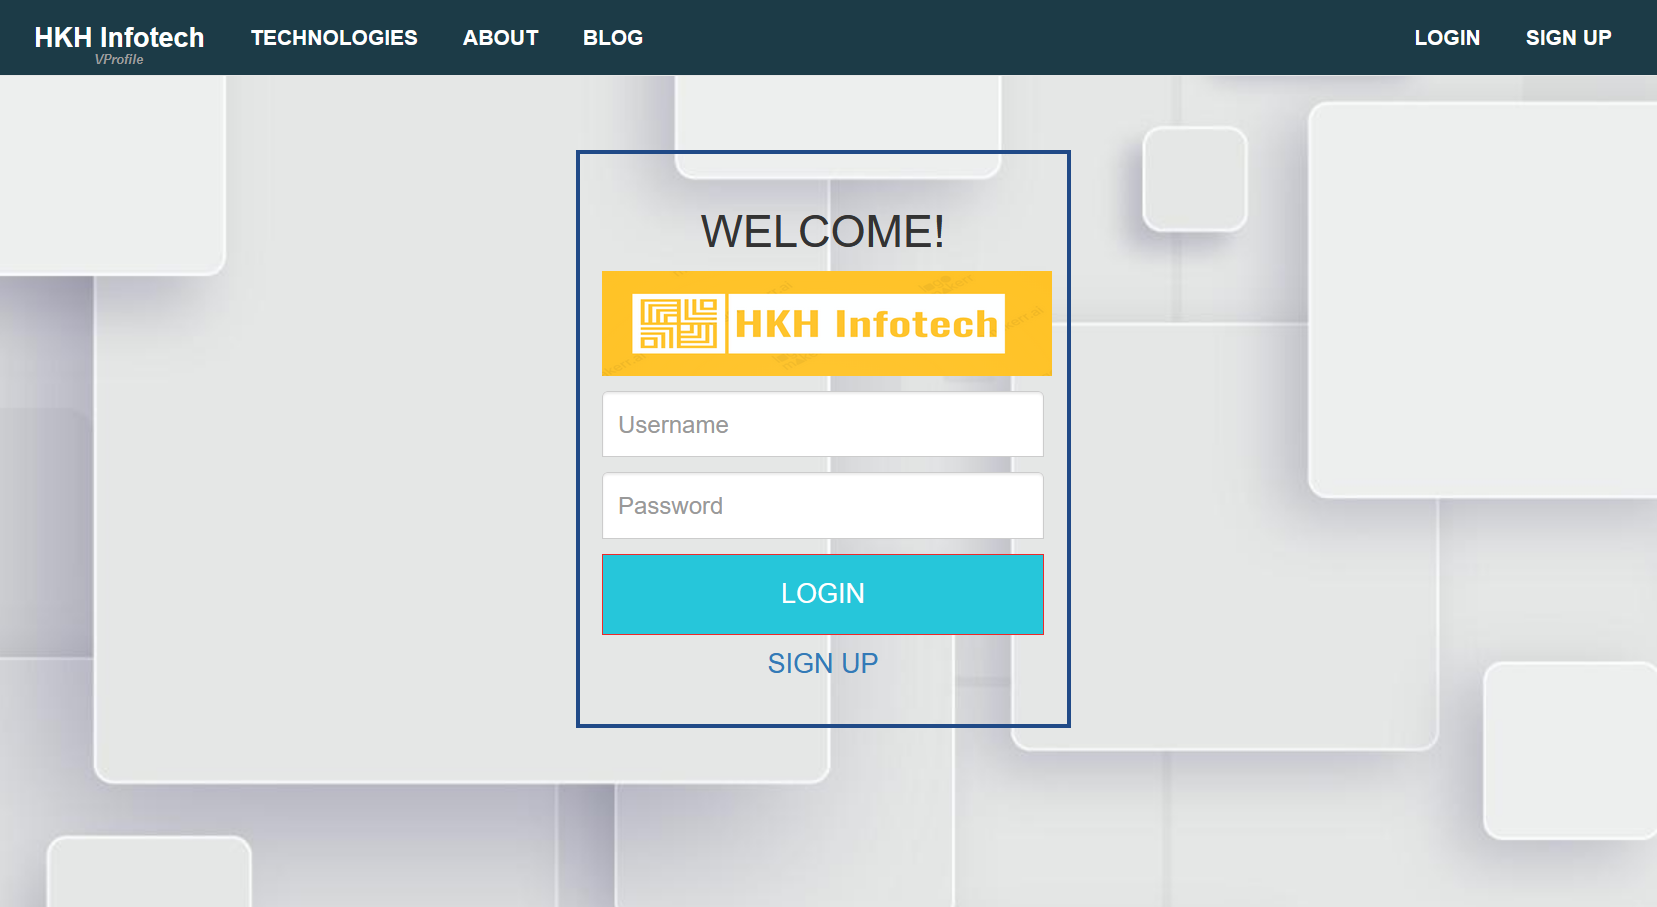 HKH Infotech
VProfile
TECHNOLOGIES
ABOUT
BLOG
LOGIN
SIGN UP
WELCOME!
HKH Infotech
Username
Password
LOGIN
SIGN UP